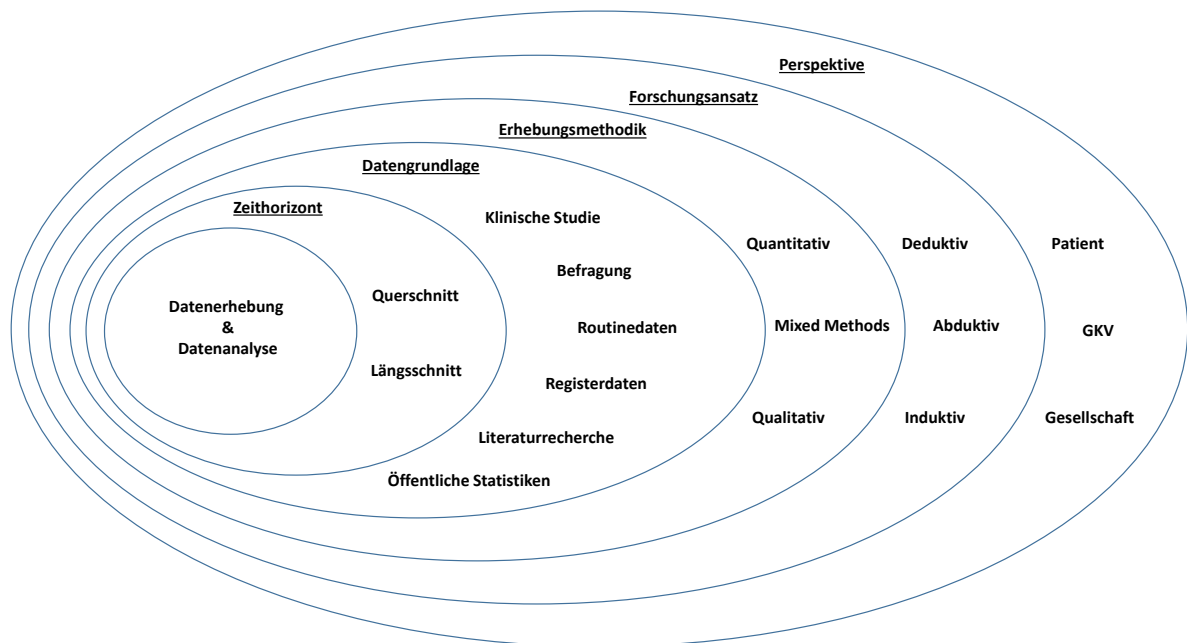 Perspektive
Forschungsansatz
Erhebungsmethodik
Datengrundlage
Zeithorizont
Datenerhebung
&
Datenanalyse
Querschnitt
Längsschnitt
Klinische Studie
Befragung
Routinedaten
Registerdaten
Literaturrecherche
Öffentliche Statistiken
Quantitativ
Mixed Methods
Qualitativ
Deduktiv
Abduktiv
Induktiv
Patient
GKV
Gesellschaft